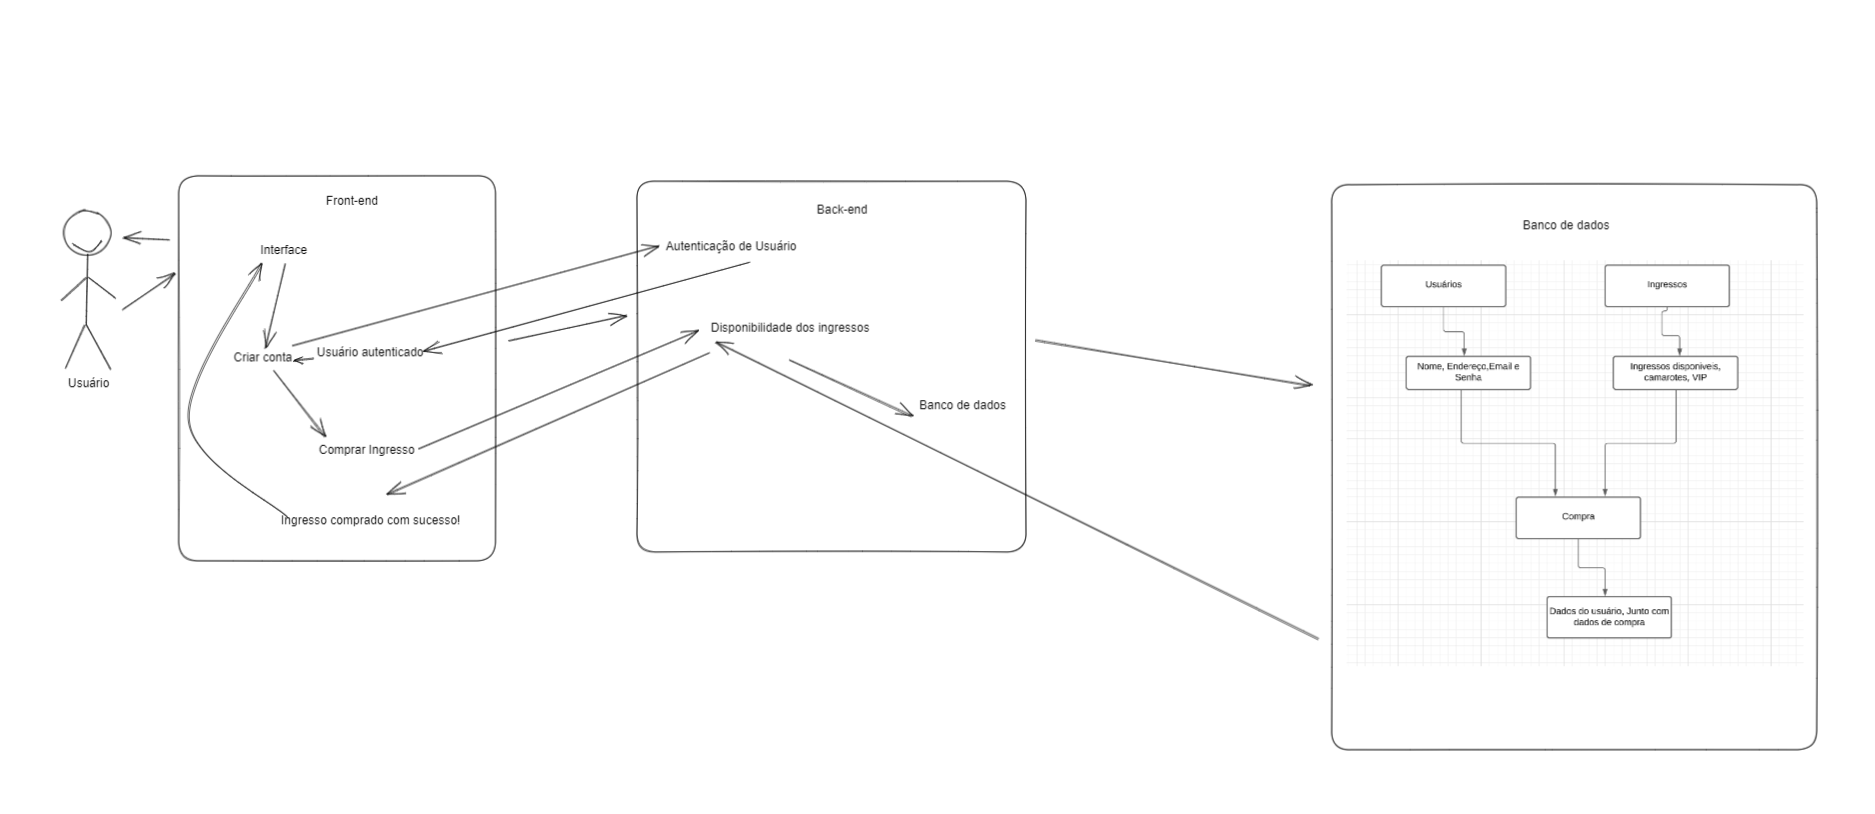 Usuário
Front-end
Interface
Criar conta
Usuário autenticado
Comprar Ingresso
Ingresso comprado com sucesso!
Back-end
Autenticação de Usuário
Disponibilidade dos ingressos
Banco de dados
Banco de dados
Usuários
Ingressos
Nome, Endereço,Email e
Senha
Ingressos disponiveis,
camarotes, VIP
Compra
Dados do usuário, Junto com
dados de compra